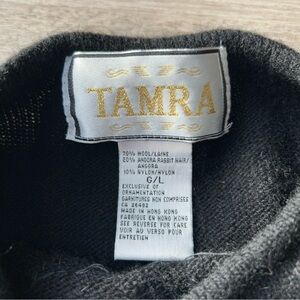 TAMRA
70% WOOL/LAINE
20% ANGORA RABBIT HAIR/
ANGORA
10% NYLON/NYLON
G/L
EXCLUSIVE OF
ORNAMENTATION
GARNITURES NON COMPRISES
CA 26492
MADE IN HONG KONG
FABRIQUE EN HONG KONG
SEE REVERSE FOR CARE
VOIR AU VERSO POUR
ENTRETIEN